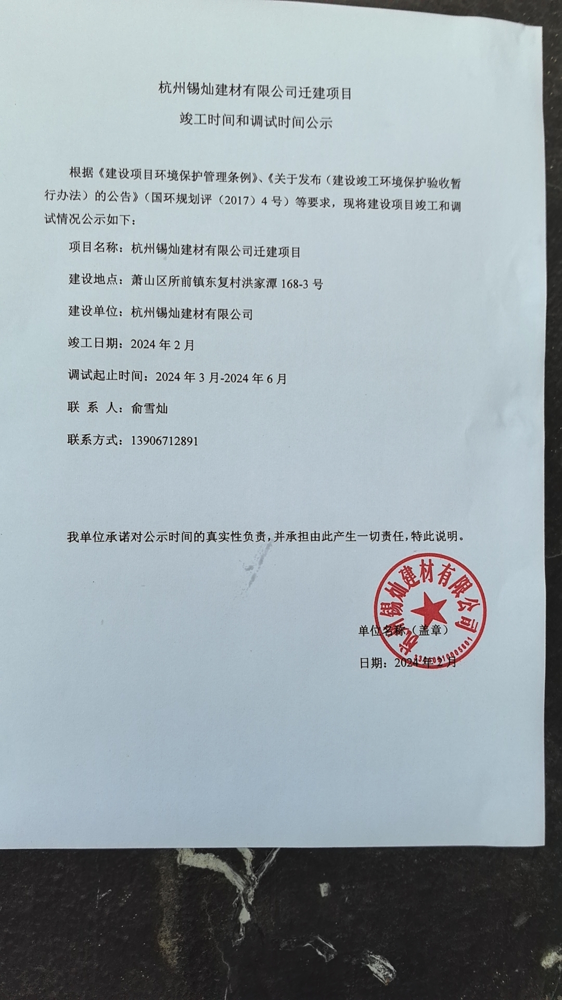 杭州锡灿建材有限公司迁建项目
竣工时间和调试时间公示
根据《建设项目环境保护管理条例》、《关于发布（建设竣工环境保护验收暂
行办法）的公告》（国环规划评（2017）4 号）等要求，现将建设项目竣工和调
试情况公示如下：
项目名称：杭州锡灿建材有限公司迁建项目
建设地点：萧山区所前镇东复村洪家潭 168-3 号
建设单位：杭州锡灿建材有限公司
竣工日期：2024 年 2 月
调试起止时间：2024 年 3 月-2024 年 6 月
联 系 人：俞雪灿
联系方式：13906712891
我单位承诺对公示时间的真实性负责，并承担由此产生一切责任，特此说明。
杭州锡灿建材有限公司
单位名称（盖章）
日期：2024 年 2 月